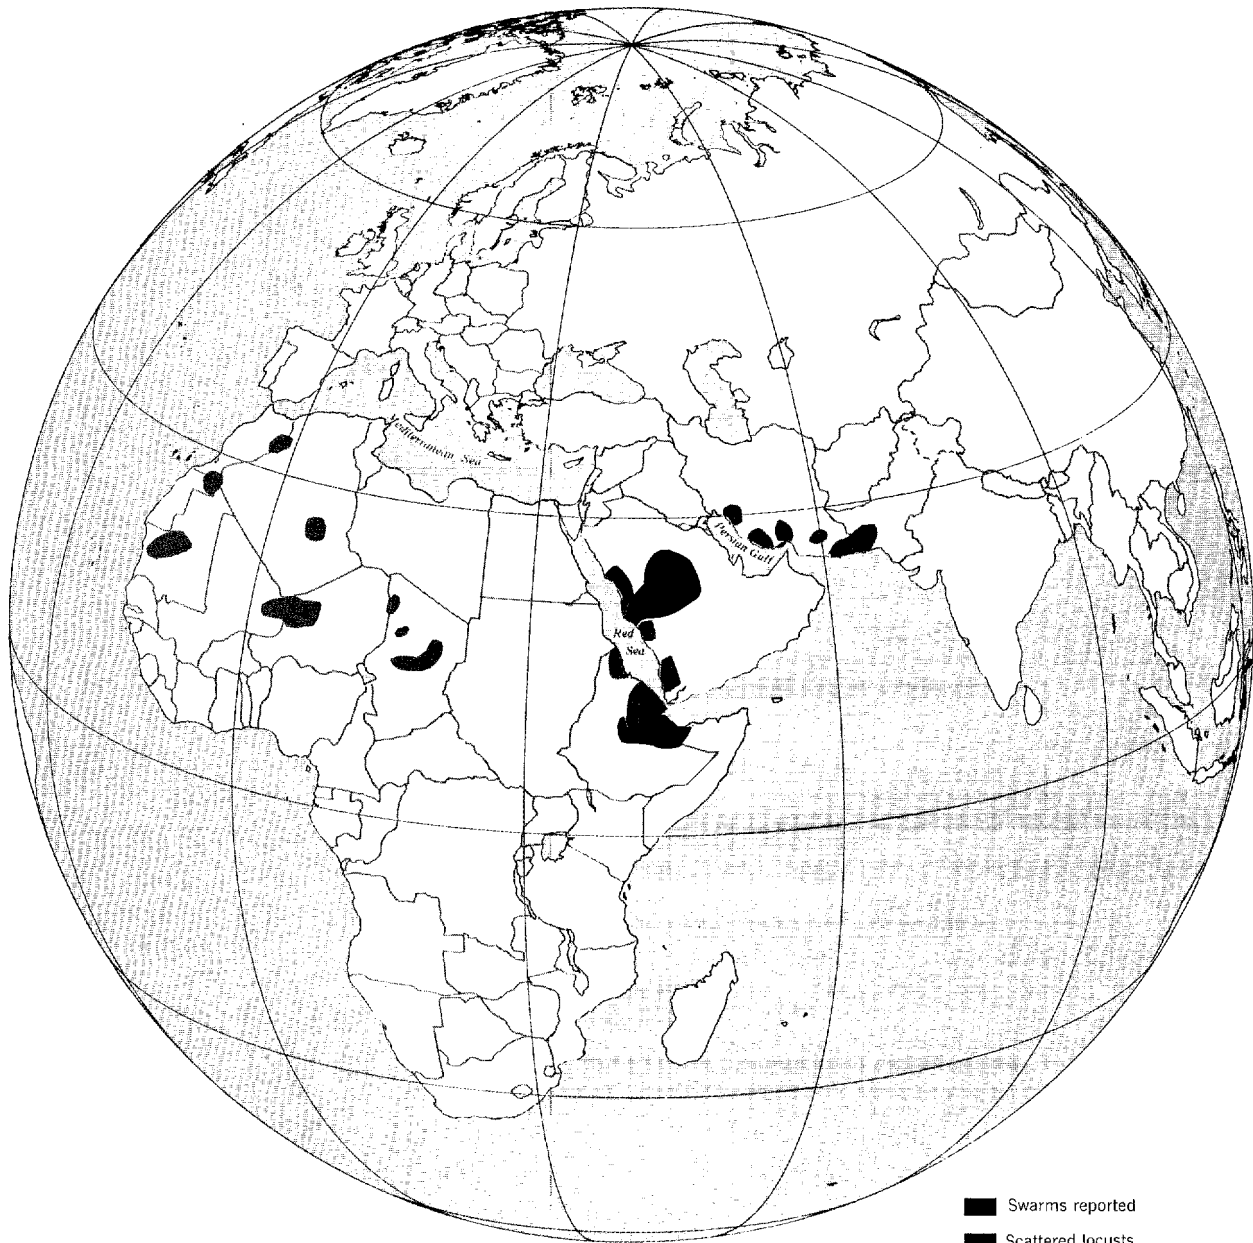 Mediterranean Sea
Persian Gulf
Red
Sea
Swarms reported
Scattered locusts